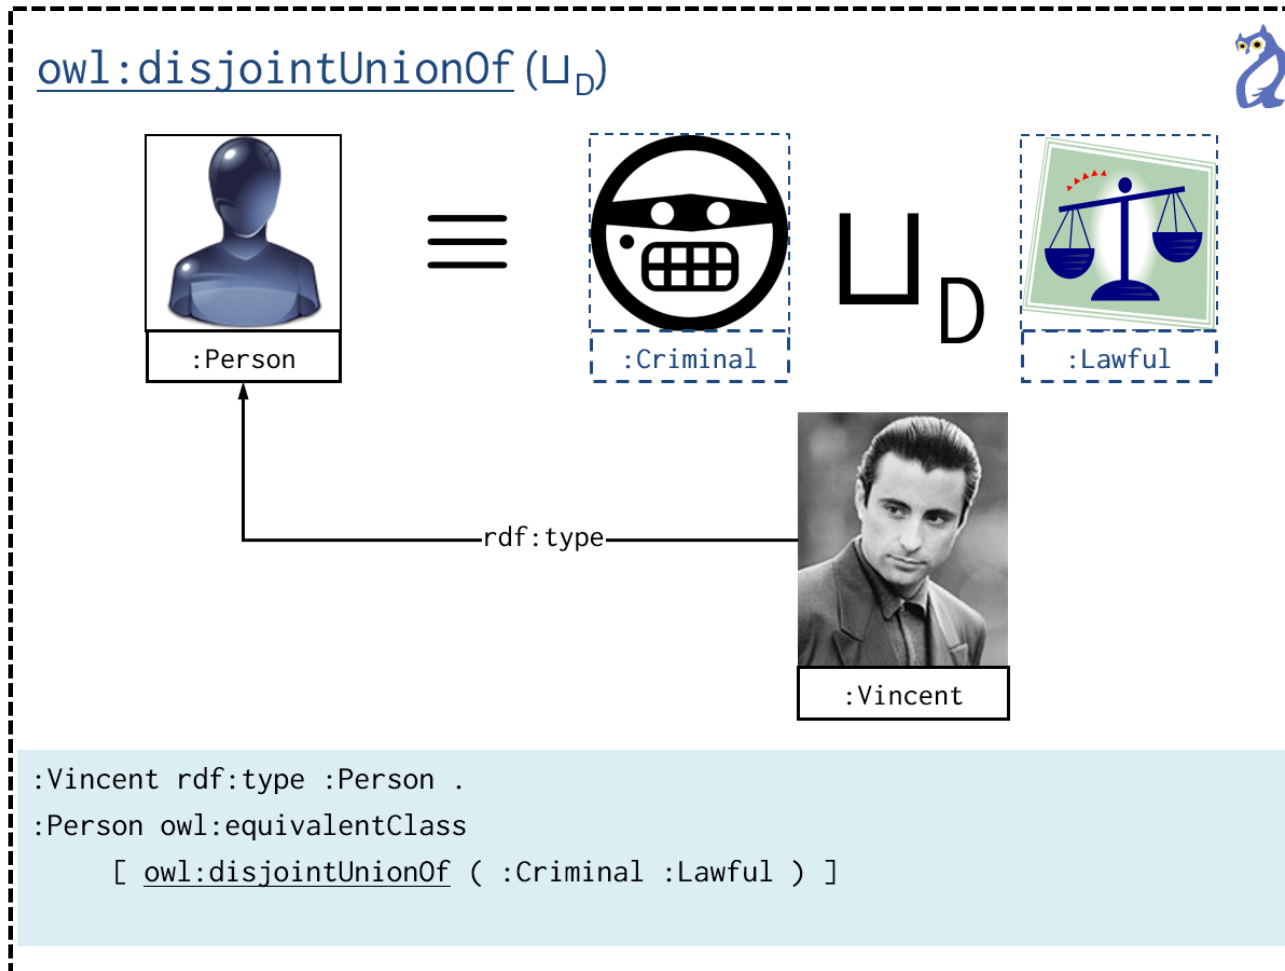 owl:disjointUnionOf (⊔D)
≡
⊔D
:Person
:Criminal
:Lawful
rdf:type
:Vincent
:Vincent rdf:type :Person .
:Person owl:equivalentClass
[ owl:disjointUnionOf ( :Criminal :Lawful ) ]